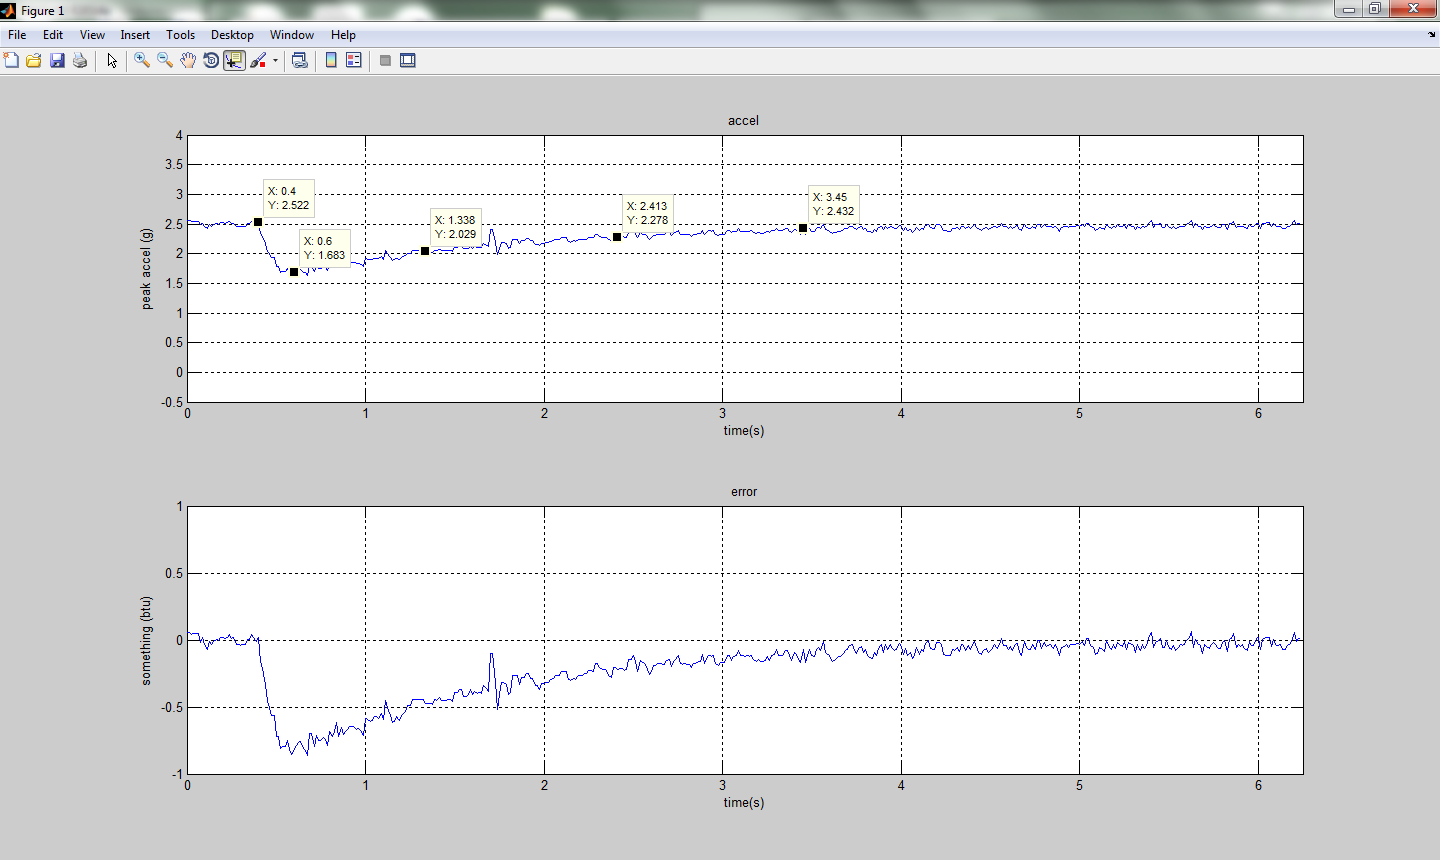 Figure 1
File Edit View Insert Tools Desktop Window Help
accel
4
3.5
3
2.5
2
1.5
1
0.5
0
-0.5
peak accel (g)
X: 0.4
Y: 2.522
X: 0.6
Y: 1.683
X: 1.338
Y: 2.029
X: 2.413
Y: 2.278
X: 3.45
Y: 2.432
0 1 2 3 4 5 6
time(s)
error
1
0.5
0
-0.5
-1
something (btu)
0 1 2 3 4 5 6
time(s)